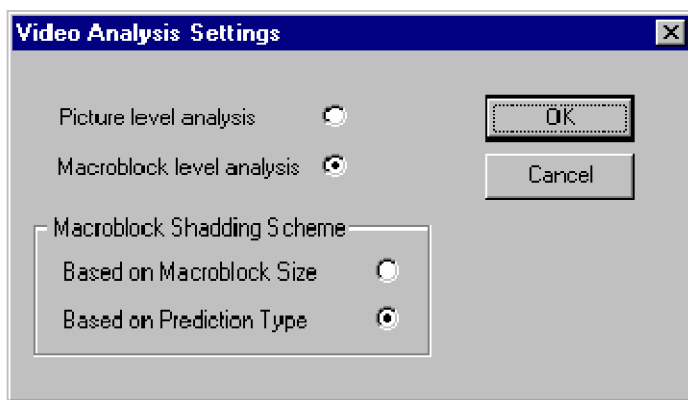 Video Analysis Settings
Picture level analysis
OK
Macroblock level analysis
Cancel
Macroblock Shadding Scheme
Based on Macroblock Size
Based on Prediction Type